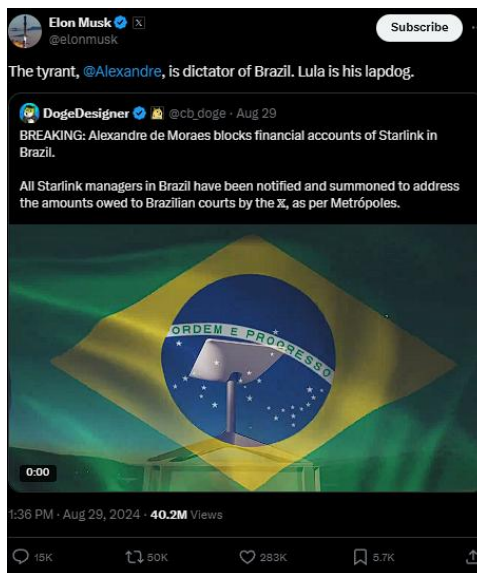 Elon Musk X
@elonmusk
Subscribe
The tyrant, @Alexandre, is dictator of Brazil. Lula is his lapdog.
DogeDesigner @cb_doge · Aug 29
BREAKING: Alexandre de Moraes blocks financial accounts of Starlink in
Brazil.
All Starlink managers in Brazil have been notified and summoned to address
the amounts owed to Brazilian courts by the 𝕏, as per Metrópoles.
ORDEM E PROGRESSO
0:00
1:36 PM · Aug 29, 2024 · 40.2M Views
15K 50K 283K 5.7K